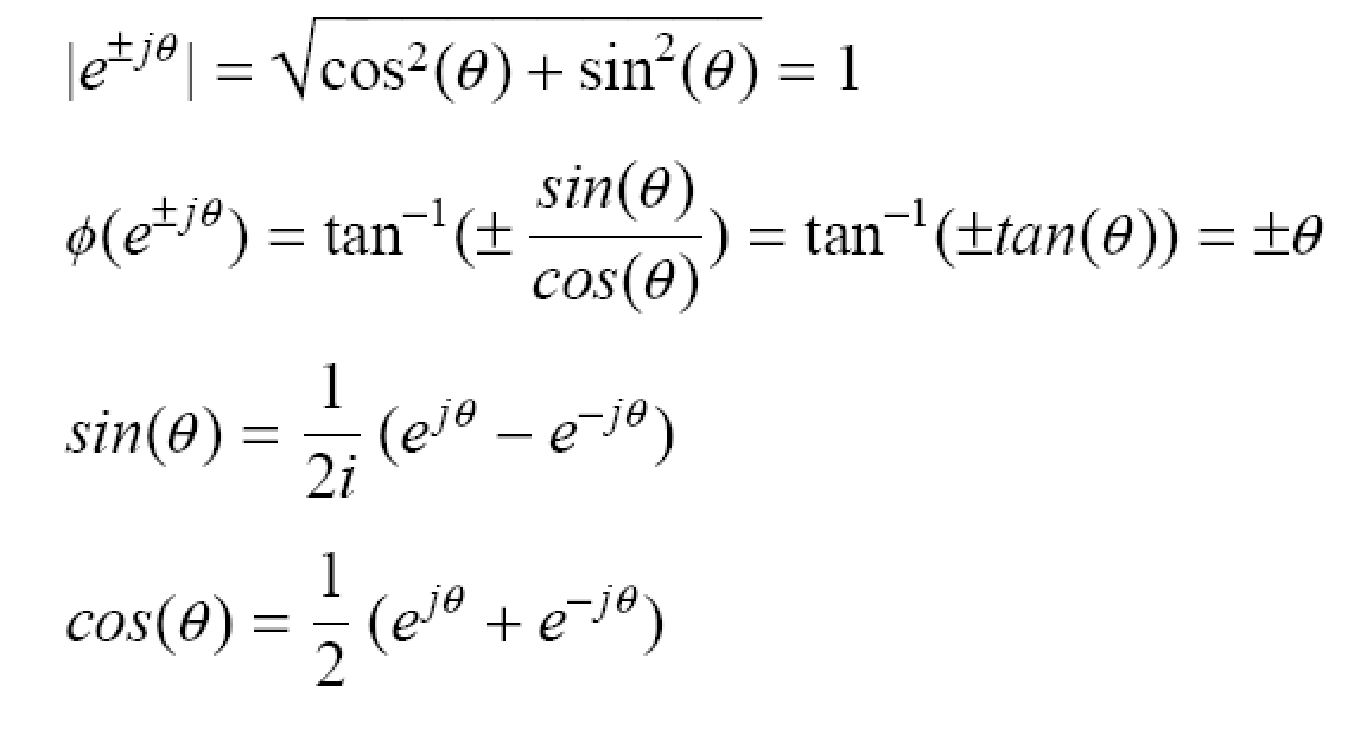 |e^{±jθ}| = √(cos²(θ) + sin²(θ)) = 1
ϕ(e^{±jθ}) = tan⁻¹(± sin(θ)/cos(θ)) = tan⁻¹(±tan(θ)) = ±θ
sin(θ) = 1/2i (e^{jθ} − e^{−jθ})
cos(θ) = 1/2 (e^{jθ} + e^{−jθ})